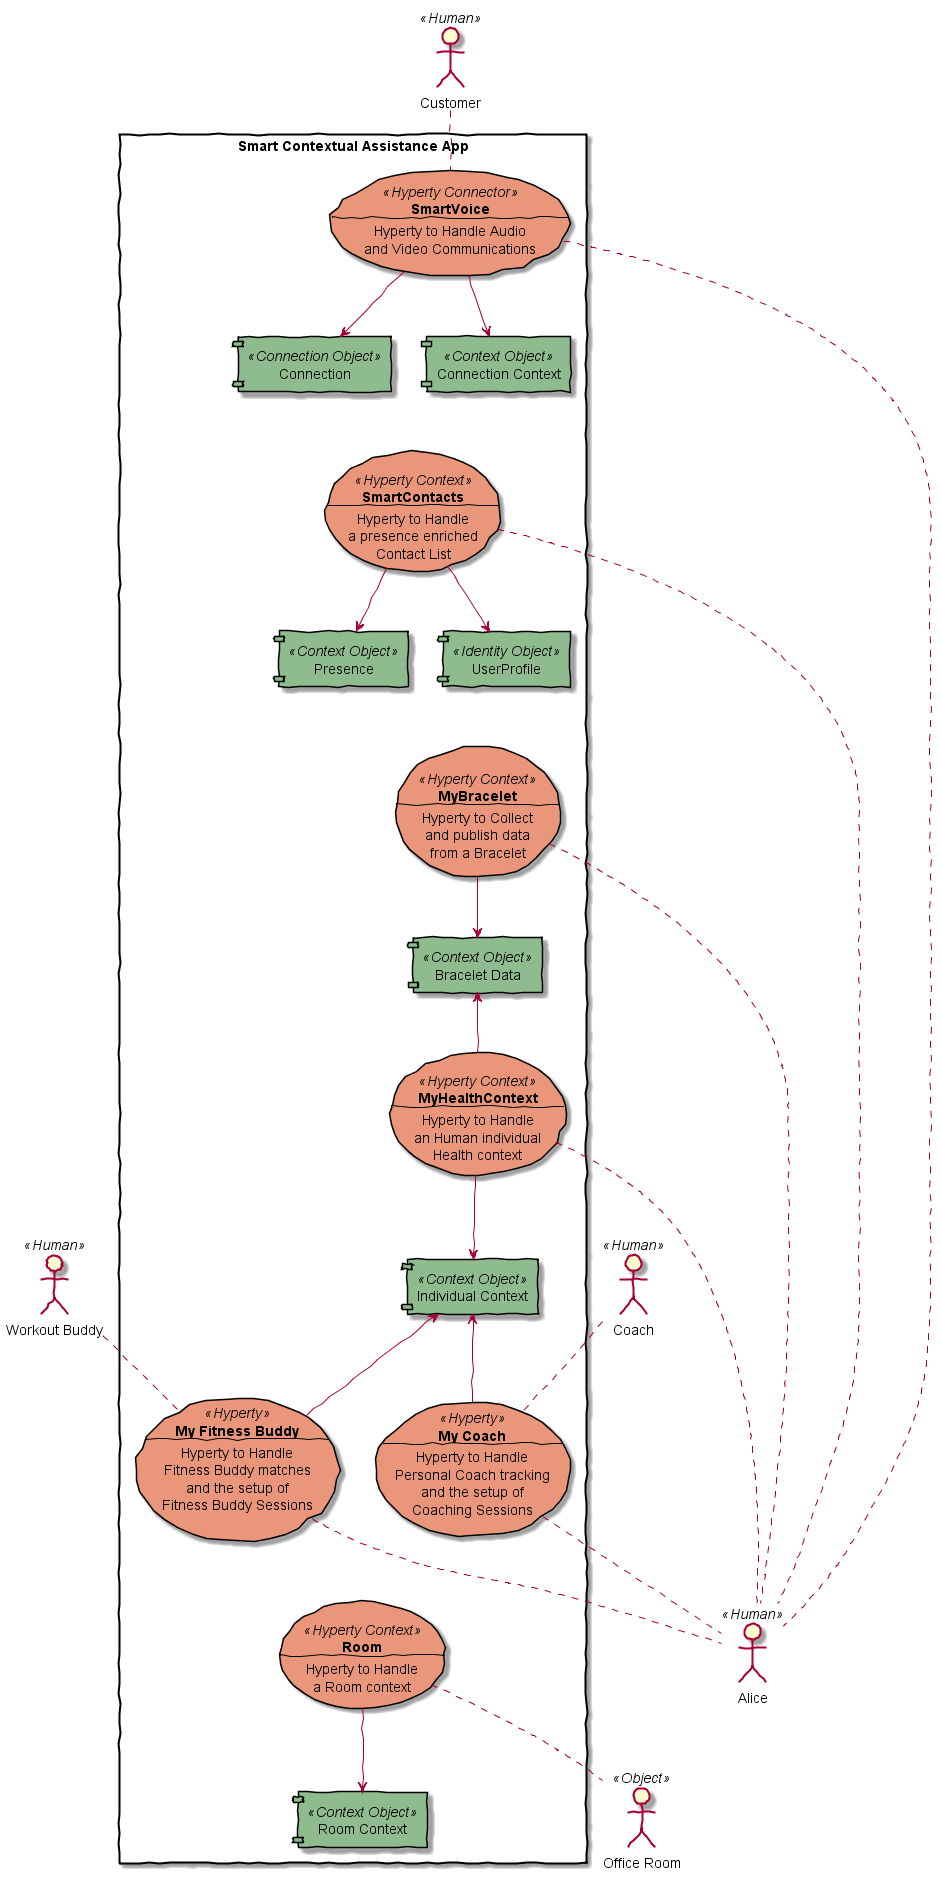 «Human»
Customer
Smart Contextual Assistance App
«Hyperty Connector»
SmartVoice
Hyperty to Handle Audio
and Video Communications
«Connection Object»
Connection
«Context Object»
Connection Context
«Hyperty Context»
SmartContacts
Hyperty to Handle
a presence enriched
Contact List
«Context Object»
Presence
«Identity Object»
UserProfile
«Hyperty Context»
MyBracelet
Hyperty to Collect
and publish data
from a Bracelet
«Context Object»
Bracelet Data
«Hyperty Context»
MyHealthContext
Hyperty to Handle
an Human individual
Health context
«Human»
Workout Buddy
«Context Object»
Individual Context
«Human»
Coach
«Hyperty»
My Fitness Buddy
Hyperty to Handle
Fitness Buddy matches
and the setup of
Fitness Buddy Sessions
«Hyperty»
My Coach
Hyperty to Handle
Personal Coach tracking
and the setup of
Coaching Sessions
«Hyperty Context»
Room
Hyperty to Handle
a Room context
«Human»
Alice
«Context Object»
Room Context
«Object»
Office Room